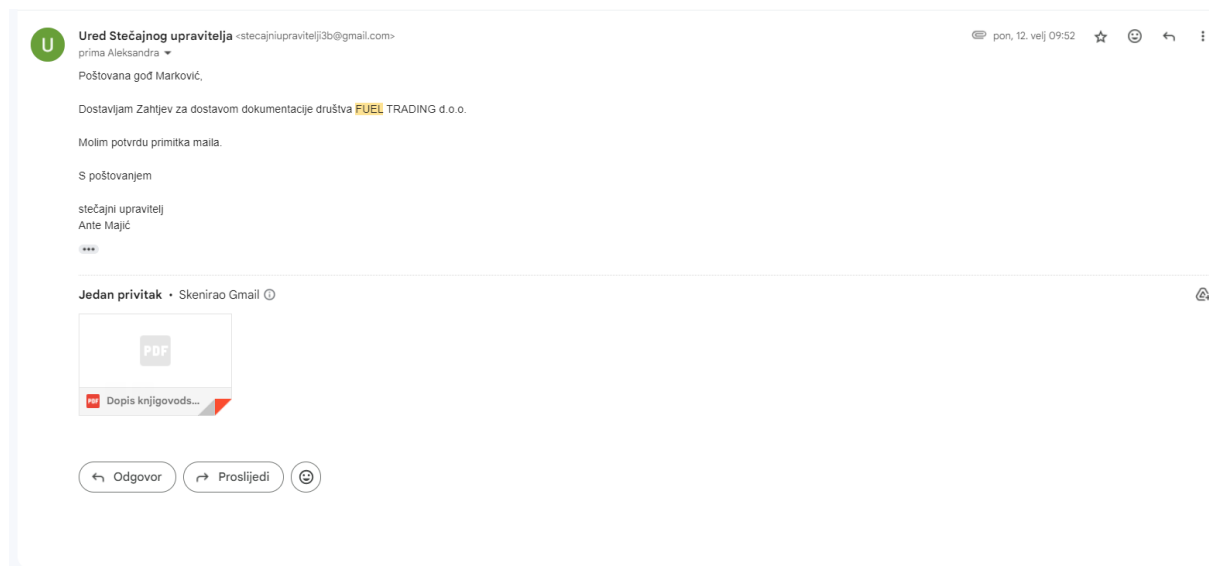 U
Ured Stečajnog upravitelja <stecajniupravitelji3b@gmail.com>
pon, 12. velj 09:52
prima Aleksandra
Poštovana gođ Marković,
Dostavljam Zahtjev za dostavom dokumentacije društva FUEL TRADING d.o.o.
Molim potvrdu primitka maila.
S poštovanjem
stečajni upravitelj
Ante Majić
Jedan privitak • Skenirao Gmail
PDF
PDF Dopis knjigovods...
Odgovor
Proslijedi